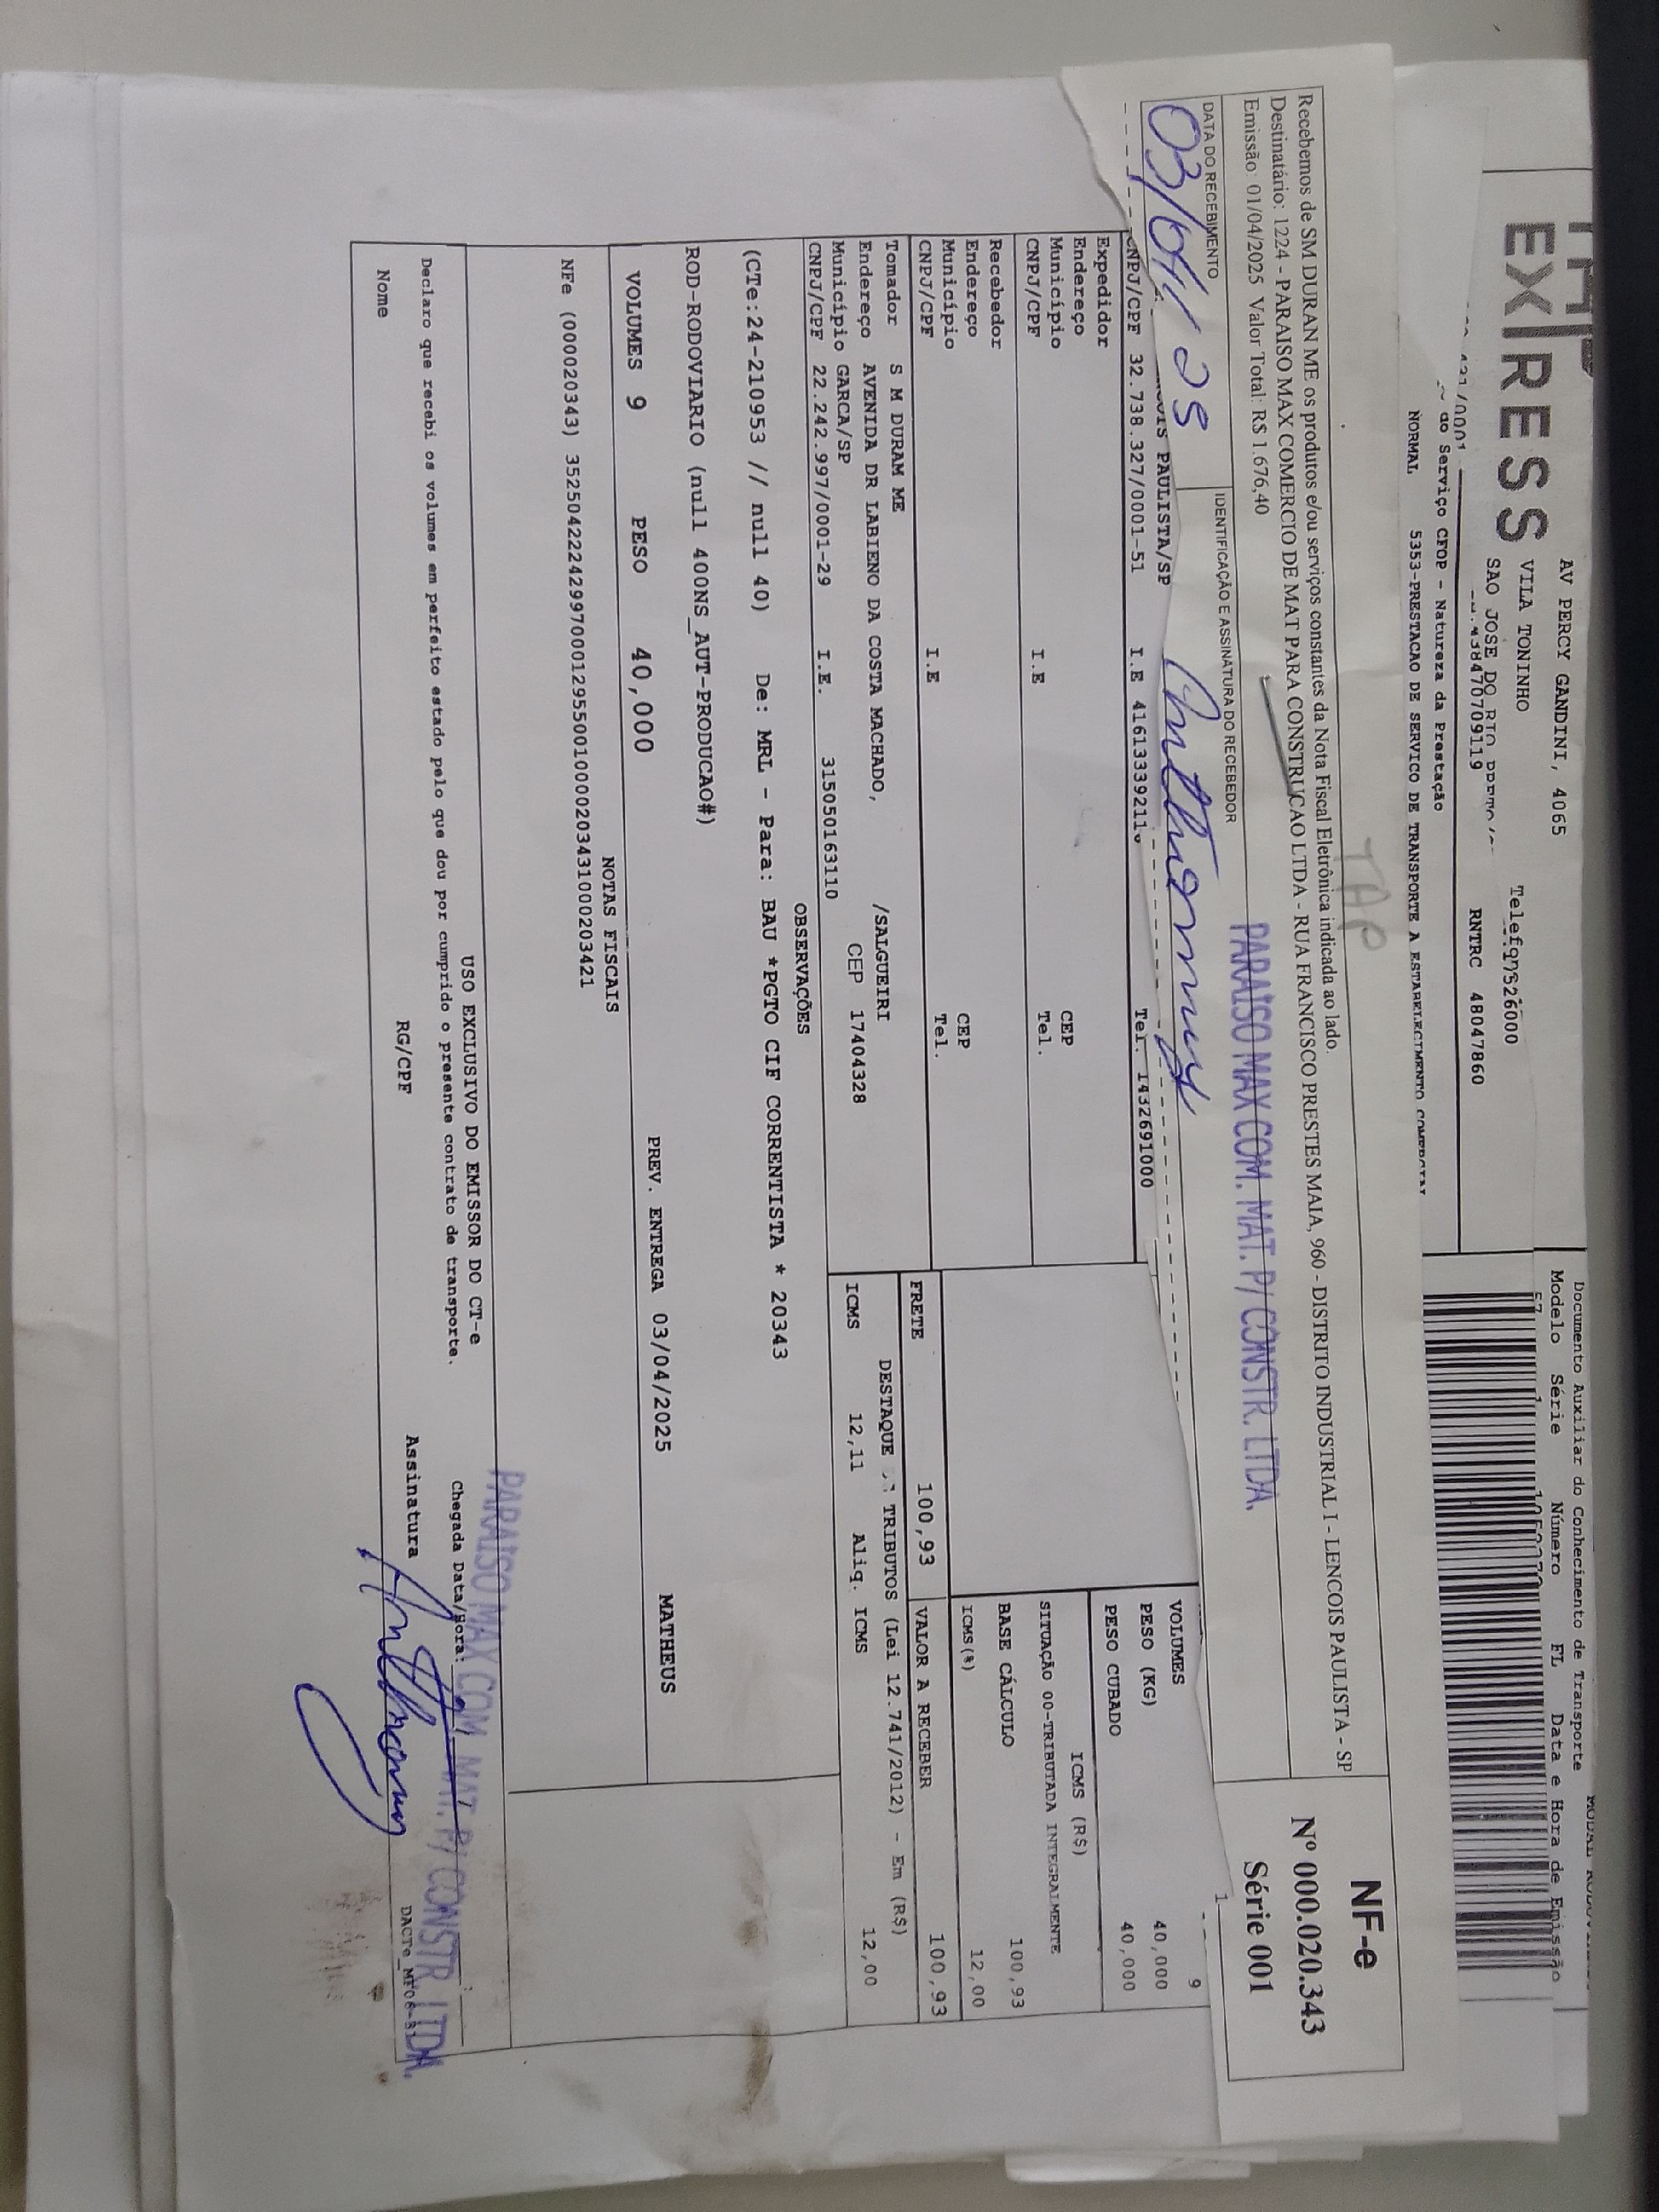 EXPRESS
AV PERCY GANDINI, 4065
VILA TONINHO
SAO JOSE DO RIO PRETO
RNTRC 48047860
do Serviço CFOP - Natureza da Prestação
NORMAL 5353-PRESTACAO DE SERVICO DE TRANSPORTE A ESTABELECIMENTO COMERCIAL
Documento Auxiliar do Conhecimento de Transporte
Modelo Série Número FL Data e Hora de Emissão
TAP
Recebemos de SM DURAN ME os produtos e/ou serviços constantes da Nota Fiscal Eletrônica indicada ao lado.
Destinatário: 1224 - PARAISO MAX COMERCIO DE MAT PARA CONSTRUCAO LTDA - RUA FRANCISCO PRESTES MAIA, 960 - DISTRITO INDUSTRIAL I - LENCOIS PAULISTA - SP
Emissão: 01/04/2025 Valor Total: R$ 1.676,40
NF-e
Nº 000.020.343
Série 001
DATA DO RECEBIMENTO
03/04/25
IDENTIFICAÇÃO E ASSINATURA DO RECEBEDOR
Anthonny
PARAISO MAX COM. MAT. P/ CONSTR. LTDA.
PAULISTA/SP
CNPJ/CPF 32.738.327/0001-51 I.E 416133392110 Tel. 1432691000
Expedidor
Endereço
Município CEP
CNPJ/CPF I.E Tel.
Recebedor
Endereço
Município CEP
CNPJ/CPF I.E Tel.
Tomador S M DURAM ME
Endereço AVENIDA DR LABIENO DA COSTA MACHADO, /SALGUEIRI
Município GARCA/SP CEP 17404328
CNPJ/CPF 22.242.997/0001-29 I.E. 315050163110
VOLUMES 9
PESO (KG) 40,000
PESO CUBADO 40,000
ICMS (R$)
SITUAÇÃO 00-TRIBUTADA INTEGRALMENTE
BASE CÁLCULO 100,93
ICMS(%) 12,00
FRETE 100,93 VALOR A RECEBER 100,93
DESTAQUE TRIBUTOS (Lei 12.741/2012) - Em (R$)
ICMS 12,11 Aliq. ICMS 12,00
OBSERVAÇÕES
(CTe:24-210953 // null 40) De: MRL - Para: BAU *PGTO CIF CORRENTISTA * 20343
ROD-RODOVIARIO (null 400NS_AUT-PRODUCAO#)
VOLUMES 9 PESO 40,000 PREV. ENTREGA 03/04/2025 MATHEUS
NOTAS FISCAIS
NFe (000020343) 35250422242997000129550010000203431000203421
USO EXCLUSIVO DO EMISSOR DO CT-e
Declaro que recebi os volumes em perfeito estado pelo que dou por cumprido o presente contrato de transporte.
Chegada Data/Hora:
PARAISO MAX COM. MAT. P/ CONSTR. LTDA.
Nome RG/CPF Assinatura Anthonny